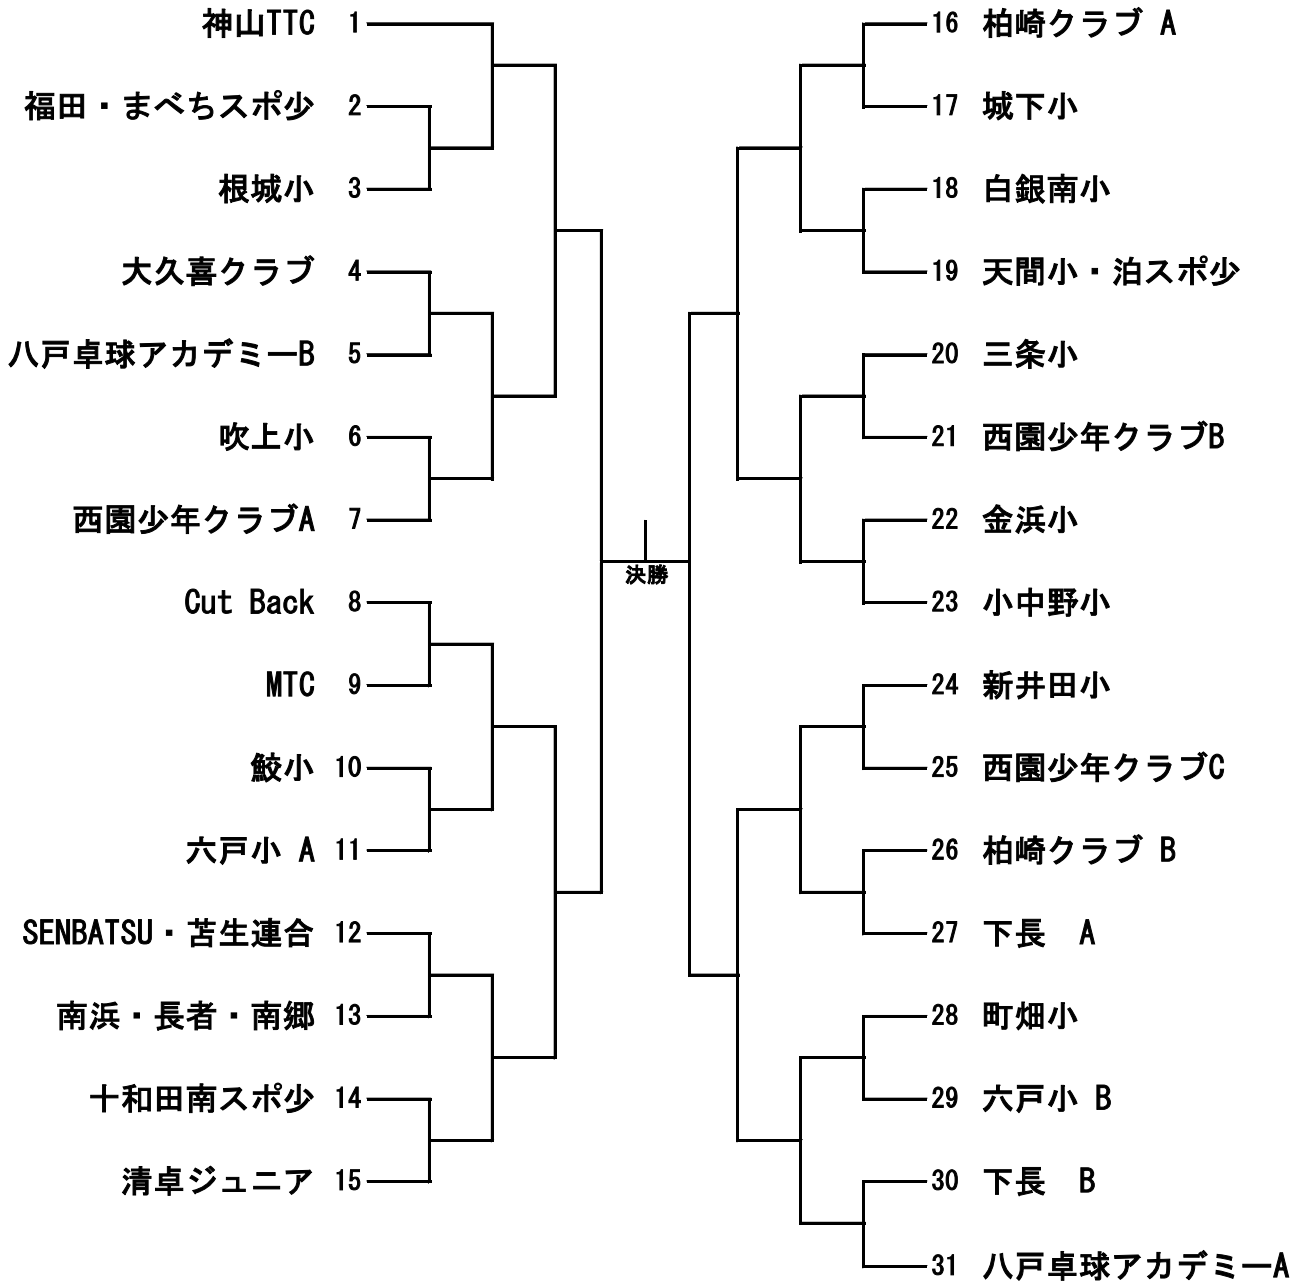 神山TTC 1
福田・まべちスポ少 2
根城小 3
大久喜クラブ 4
八戸卓球アカデミーB 5
吹上小 6
西園少年クラブA 7
Cut Back 8
MTC 9
鮫小 10
六戸小 A 11
SENBATSU・苫生連合 12
南浜・長者・南郷 13
十和田南スポ少 14
清卓ジュニア 15
決勝
16 柏崎クラブ A
17 城下小
18 白銀南小
19 天間小・泊スポ少
20 三条小
21 西園少年クラブB
22 金浜小
23 小中野小
24 新井田小
25 西園少年クラブC
26 柏崎クラブ B
27 下長　A
28 町畑小
29 六戸小 B
30 下長　B
31 八戸卓球アカデミーA